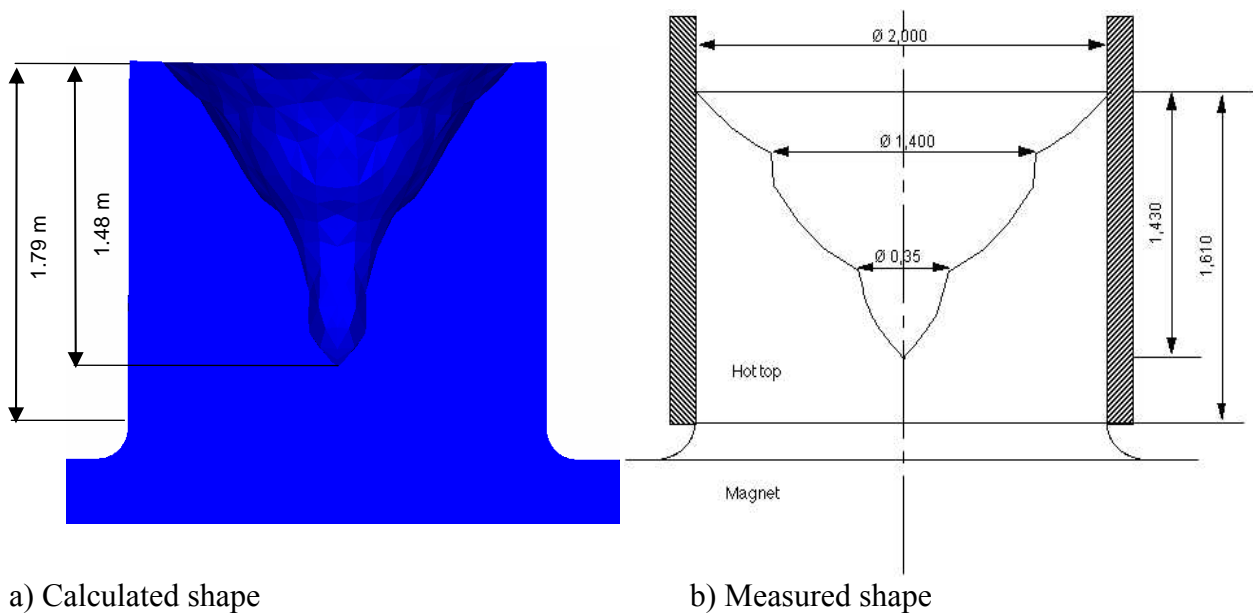 1.79 m
1.48 m
Ø 2,000
Ø 1,400
Ø 0,35
1,430
1,610
Hot top
Magnet
a) Calculated shape
b) Measured shape